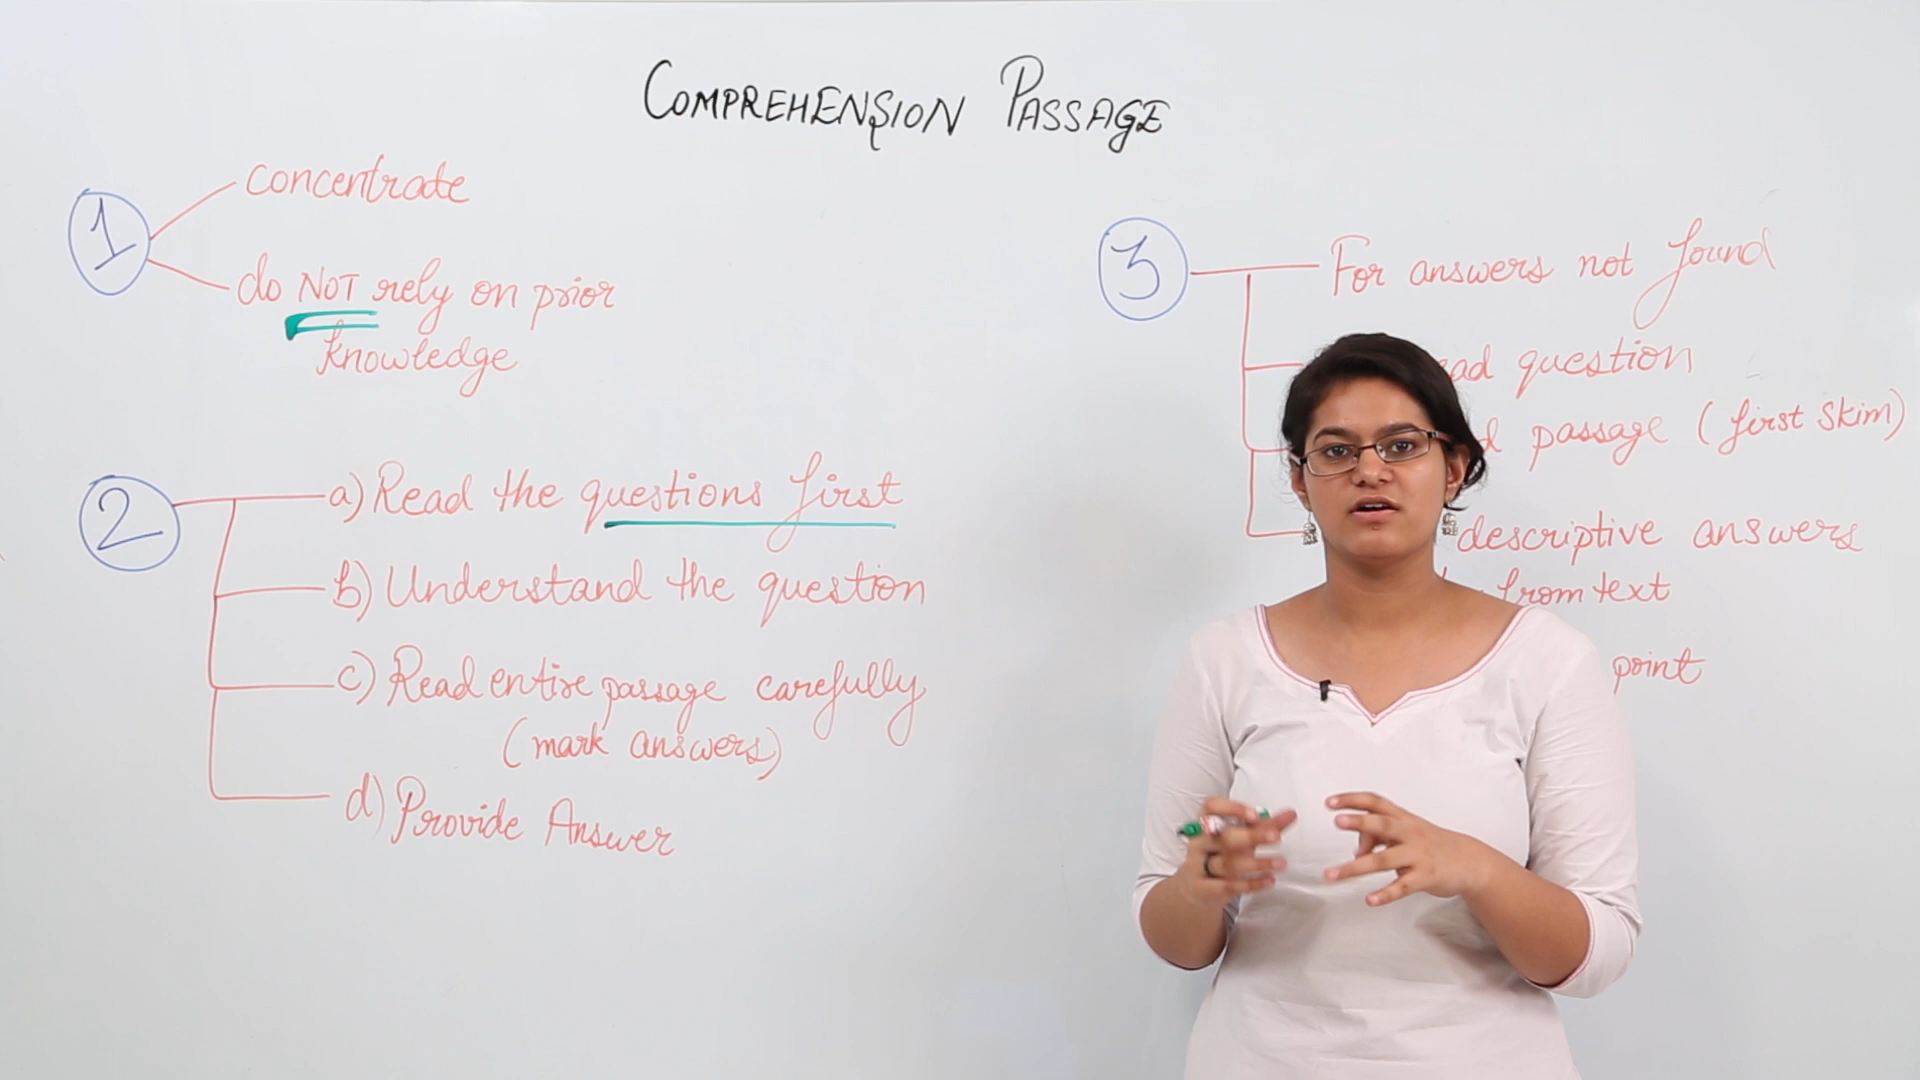 COMPREHENSION PASSAGE
1
concentrate
do NOT rely on prior
knowledge
2
a) Read the questions first
b) Understand the question
c) Read entire passage carefully
(mark answers)
d) Provide Answer
3
For answers not found
question
passage (first skim)
descriptive answers
from text
point